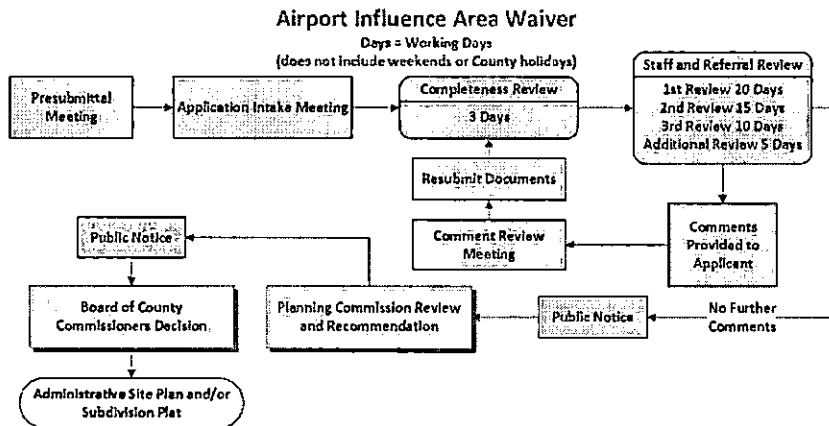 Airport Influence Area Waiver
Days = Working Days
(does not include weekends or County holidays)
Presubmittal
Meeting
Application Intake Meeting
Completeness Review
3 Days
Staff and Referral Review
1st Review 20 Days
2nd Review 15 Days
3rd Review 10 Days
Additional Review 5 Days
Resubmit Documents
Comment Review
Meeting
Comments
Provided to
Applicant
Public Notice
Board of County
Commissioners Decision
Planning Commission Review
and Recommendation
Public Notice
No Further
Comments
Administrative Site Plan and/or
Subdivision Plat